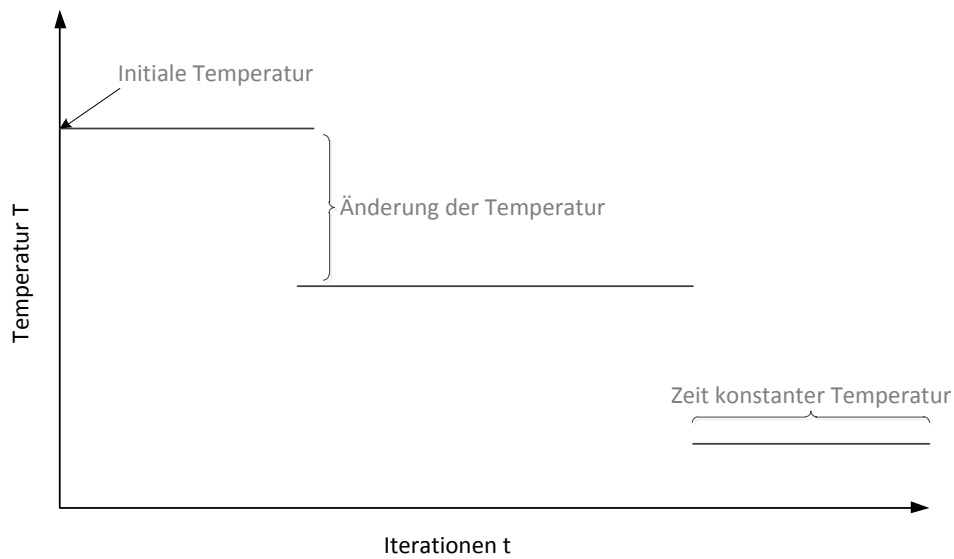 Initiale Temperatur
Änderung der Temperatur
Temperatur T
Zeit konstanter Temperatur
Iterationen t